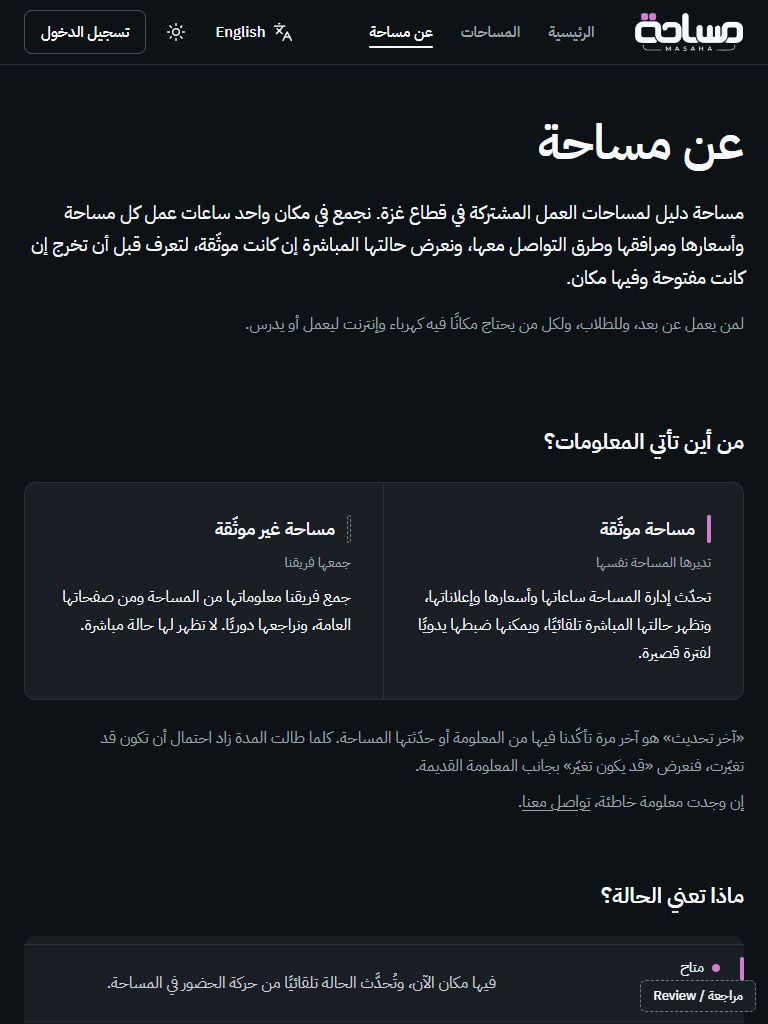 مساحة
MASAHA
الرئيسية
المساحات
عن مساحة
English
تسجيل الدخول
عن مساحة
مساحة دليل لمساحات العمل المشتركة في قطاع غزة. نجمع في مكان واحد ساعات عمل كل مساحة
وأسعارها ومرافقها وطرق التواصل معها، ونعرض حالتها المباشرة إن كانت موثّقة، لتعرف قبل أن تخرج إن
كانت مفتوحة وفيها مكان.
لمن يعمل عن بعد، وللطلاب، ولكل من يحتاج مكانًا فيه كهرباء وإنترنت ليعمل أو يدرس.
من أين تأتي المعلومات؟
مساحة موثّقة
تديرها المساحة نفسها
تحدّث إدارة المساحة ساعاتها وأسعارها وإعلاناتها،
وتظهر حالتها المباشرة تلقائيًا، ويمكنها ضبطها يدويًا
لفترة قصيرة.
مساحة غير موثّقة
جمعها فريقنا
جمع فريقنا معلوماتها من المساحة ومن صفحاتها
العامة، ونراجعها دوريًا. لا تظهر لها حالة مباشرة.
«آخر تحديث» هو آخر مرة تأكّدنا فيها من المعلومة أو حدّثتها المساحة. كلما طالت المدة زاد احتمال أن تكون قد
تغيّرت، فنعرض «قد يكون تغيّر» بجانب المعلومة القديمة.
إن وجدت معلومة خاطئة، تواصل معنا.
ماذا تعني الحالة؟
متاح
فيها مكان الآن، وتُحدَّث الحالة تلقائيًا من حركة الحضور في المساحة.
مراجعة / Review